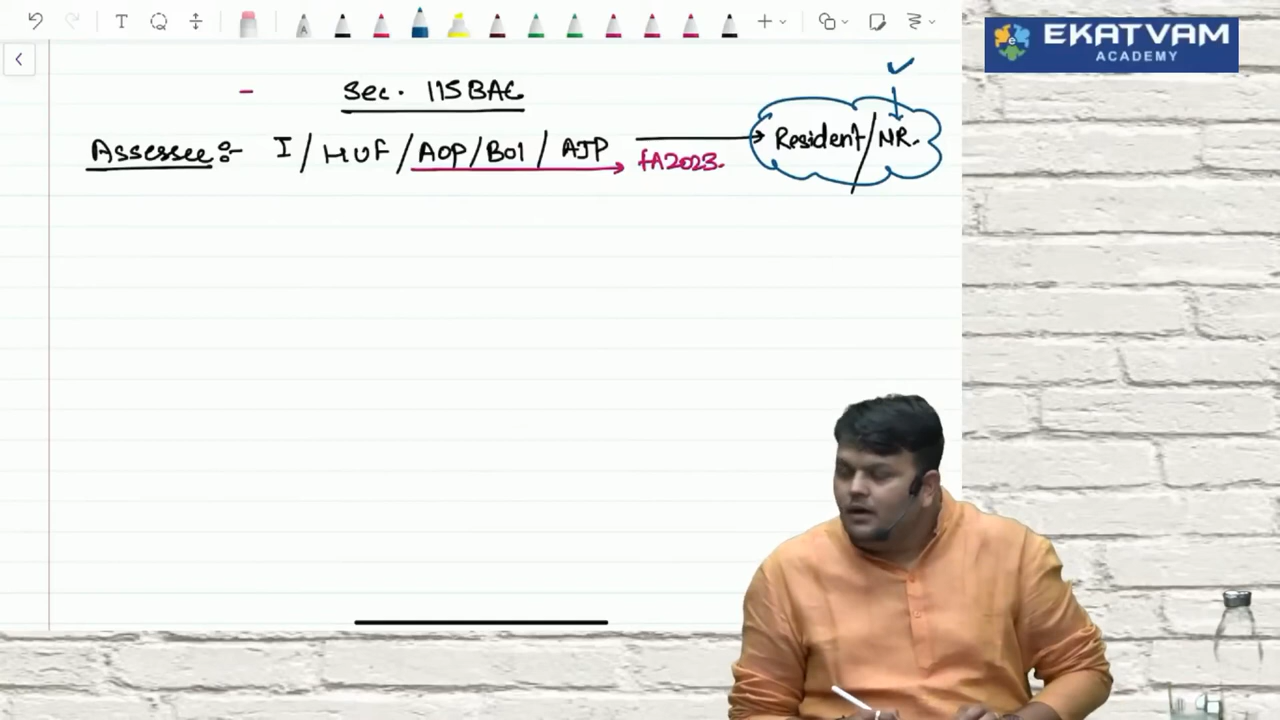 EKATVAM
ACADEMY
Sec. 115BAC
Assessee:- I / HUF / AOP / BOI / AJP → Resident / NR.
FA2023.